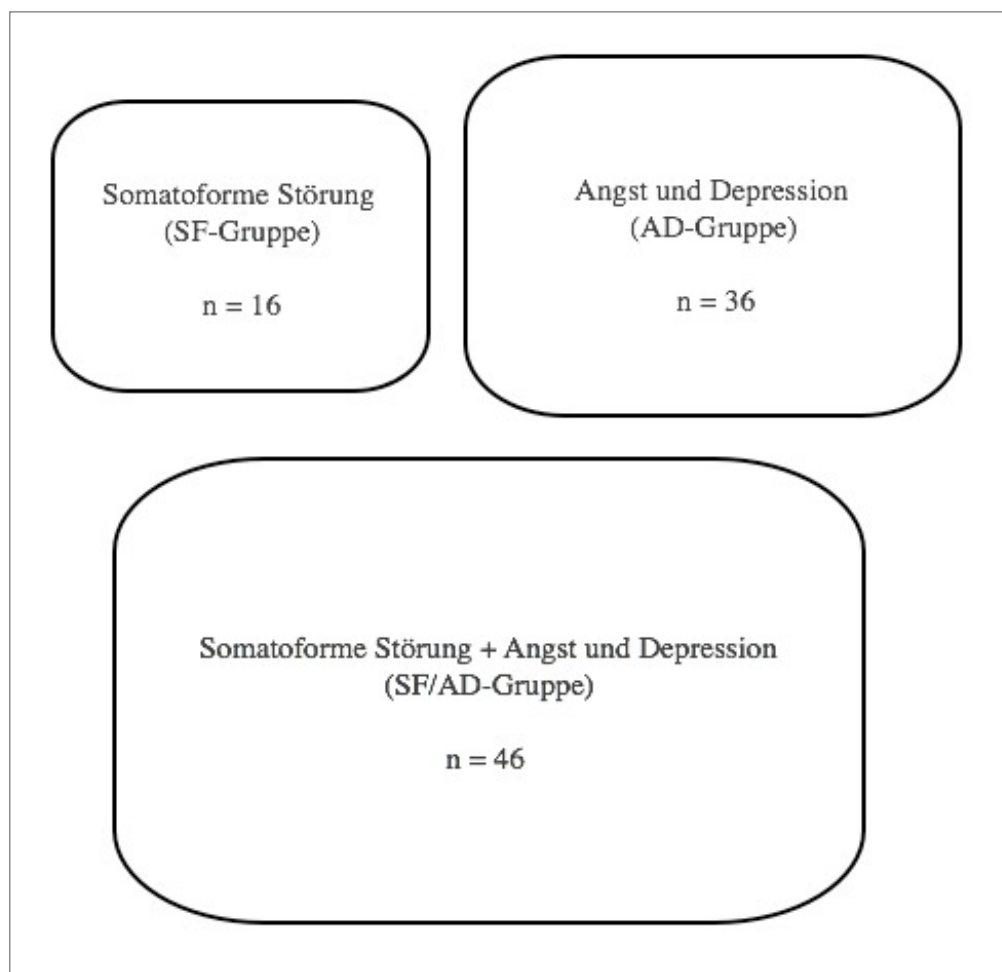 Somatoforme Störung
(SF-Gruppe)
n = 16
Angst und Depression
(AD-Gruppe)
n = 36
Somatoforme Störung + Angst und Depression
(SF/AD-Gruppe)
n = 46